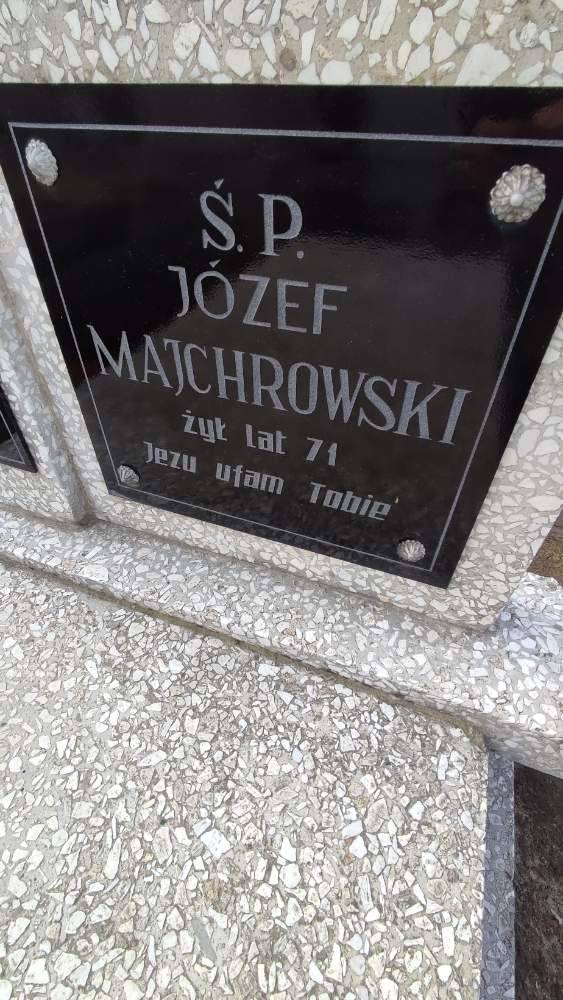 Ś.P.
JÓZEF
MAJCHROWSKI
żył lat 71
Jezu ufam Tobie